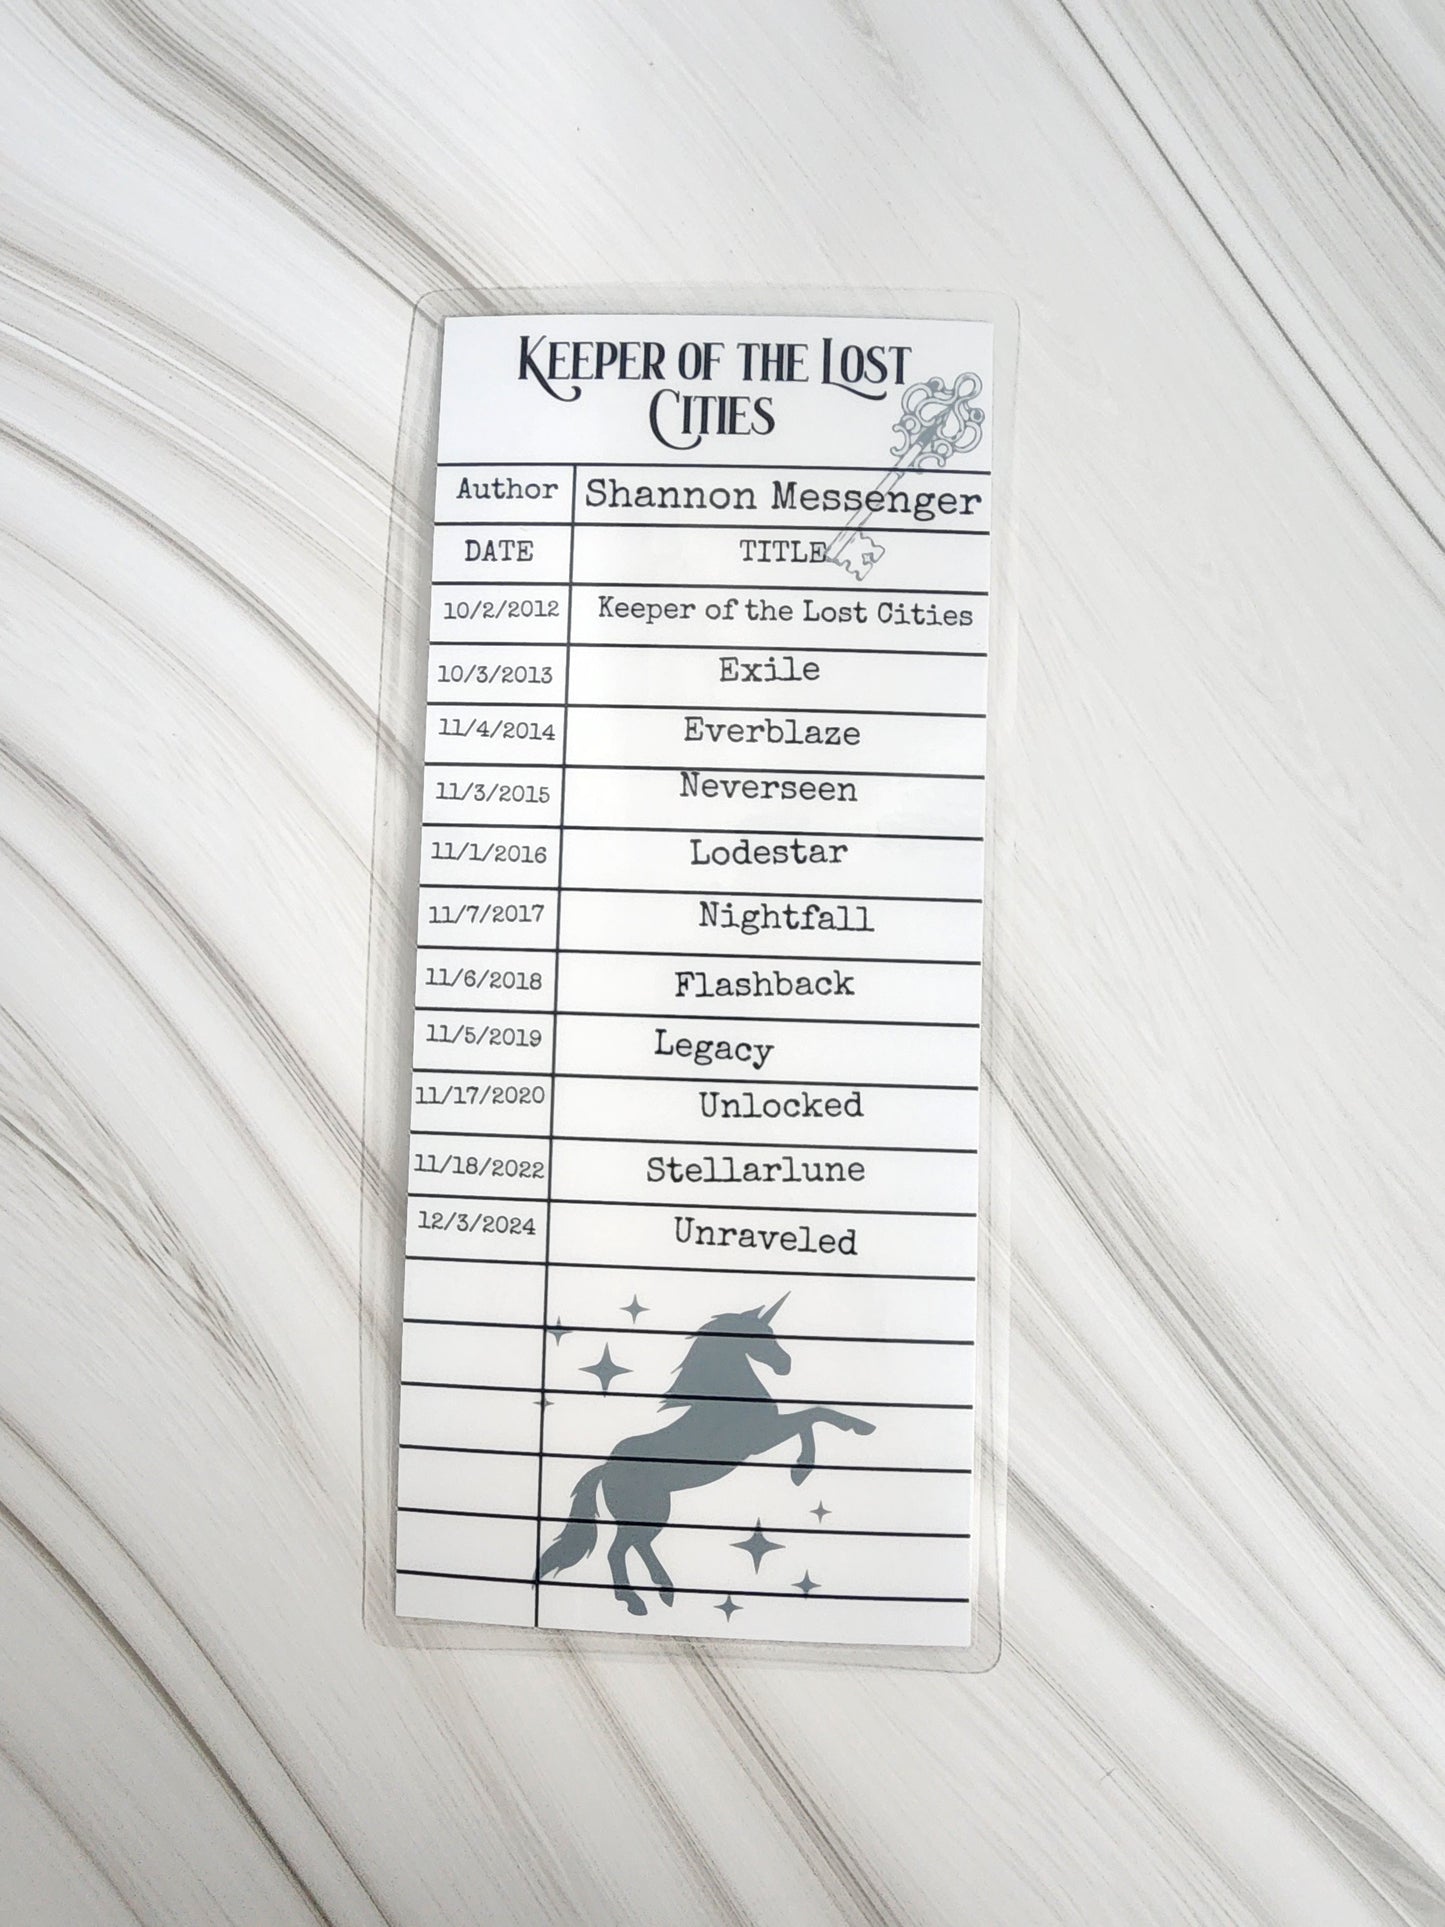 KEEPER OF THE LOST
CITIES
Author Shannon Messenger
DATE TITLE
10/2/2012 Keeper of the Lost Cities
10/3/2013 Exile
11/4/2014 Everblaze
11/3/2015 Neverseen
11/1/2016 Lodestar
11/7/2017 Nightfall
11/6/2018 Flashback
11/5/2019 Legacy
11/17/2020 Unlocked
11/18/2022 Stellarlune
12/3/2024 Unraveled